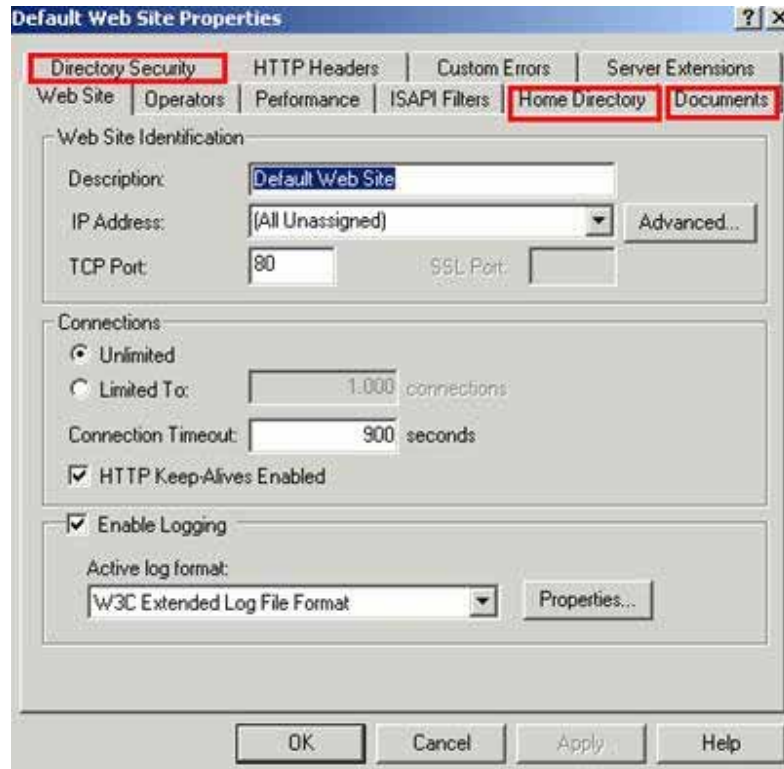 Default Web Site Properties
Directory Security HTTP Headers Custom Errors Server Extensions
Web Site Operators Performance ISAPI Filters Home Directory Documents
Web Site Identification
Description: Default Web Site
IP Address: (All Unassigned) Advanced...
TCP Port: 80 SSL Port:
Connections
Unlimited
Limited To: 1.000 connections
Connection Timeout: 900 seconds
HTTP Keep-Alives Enabled
Enable Logging
Active log format:
W3C Extended Log File Format Properties...
OK Cancel Apply Help